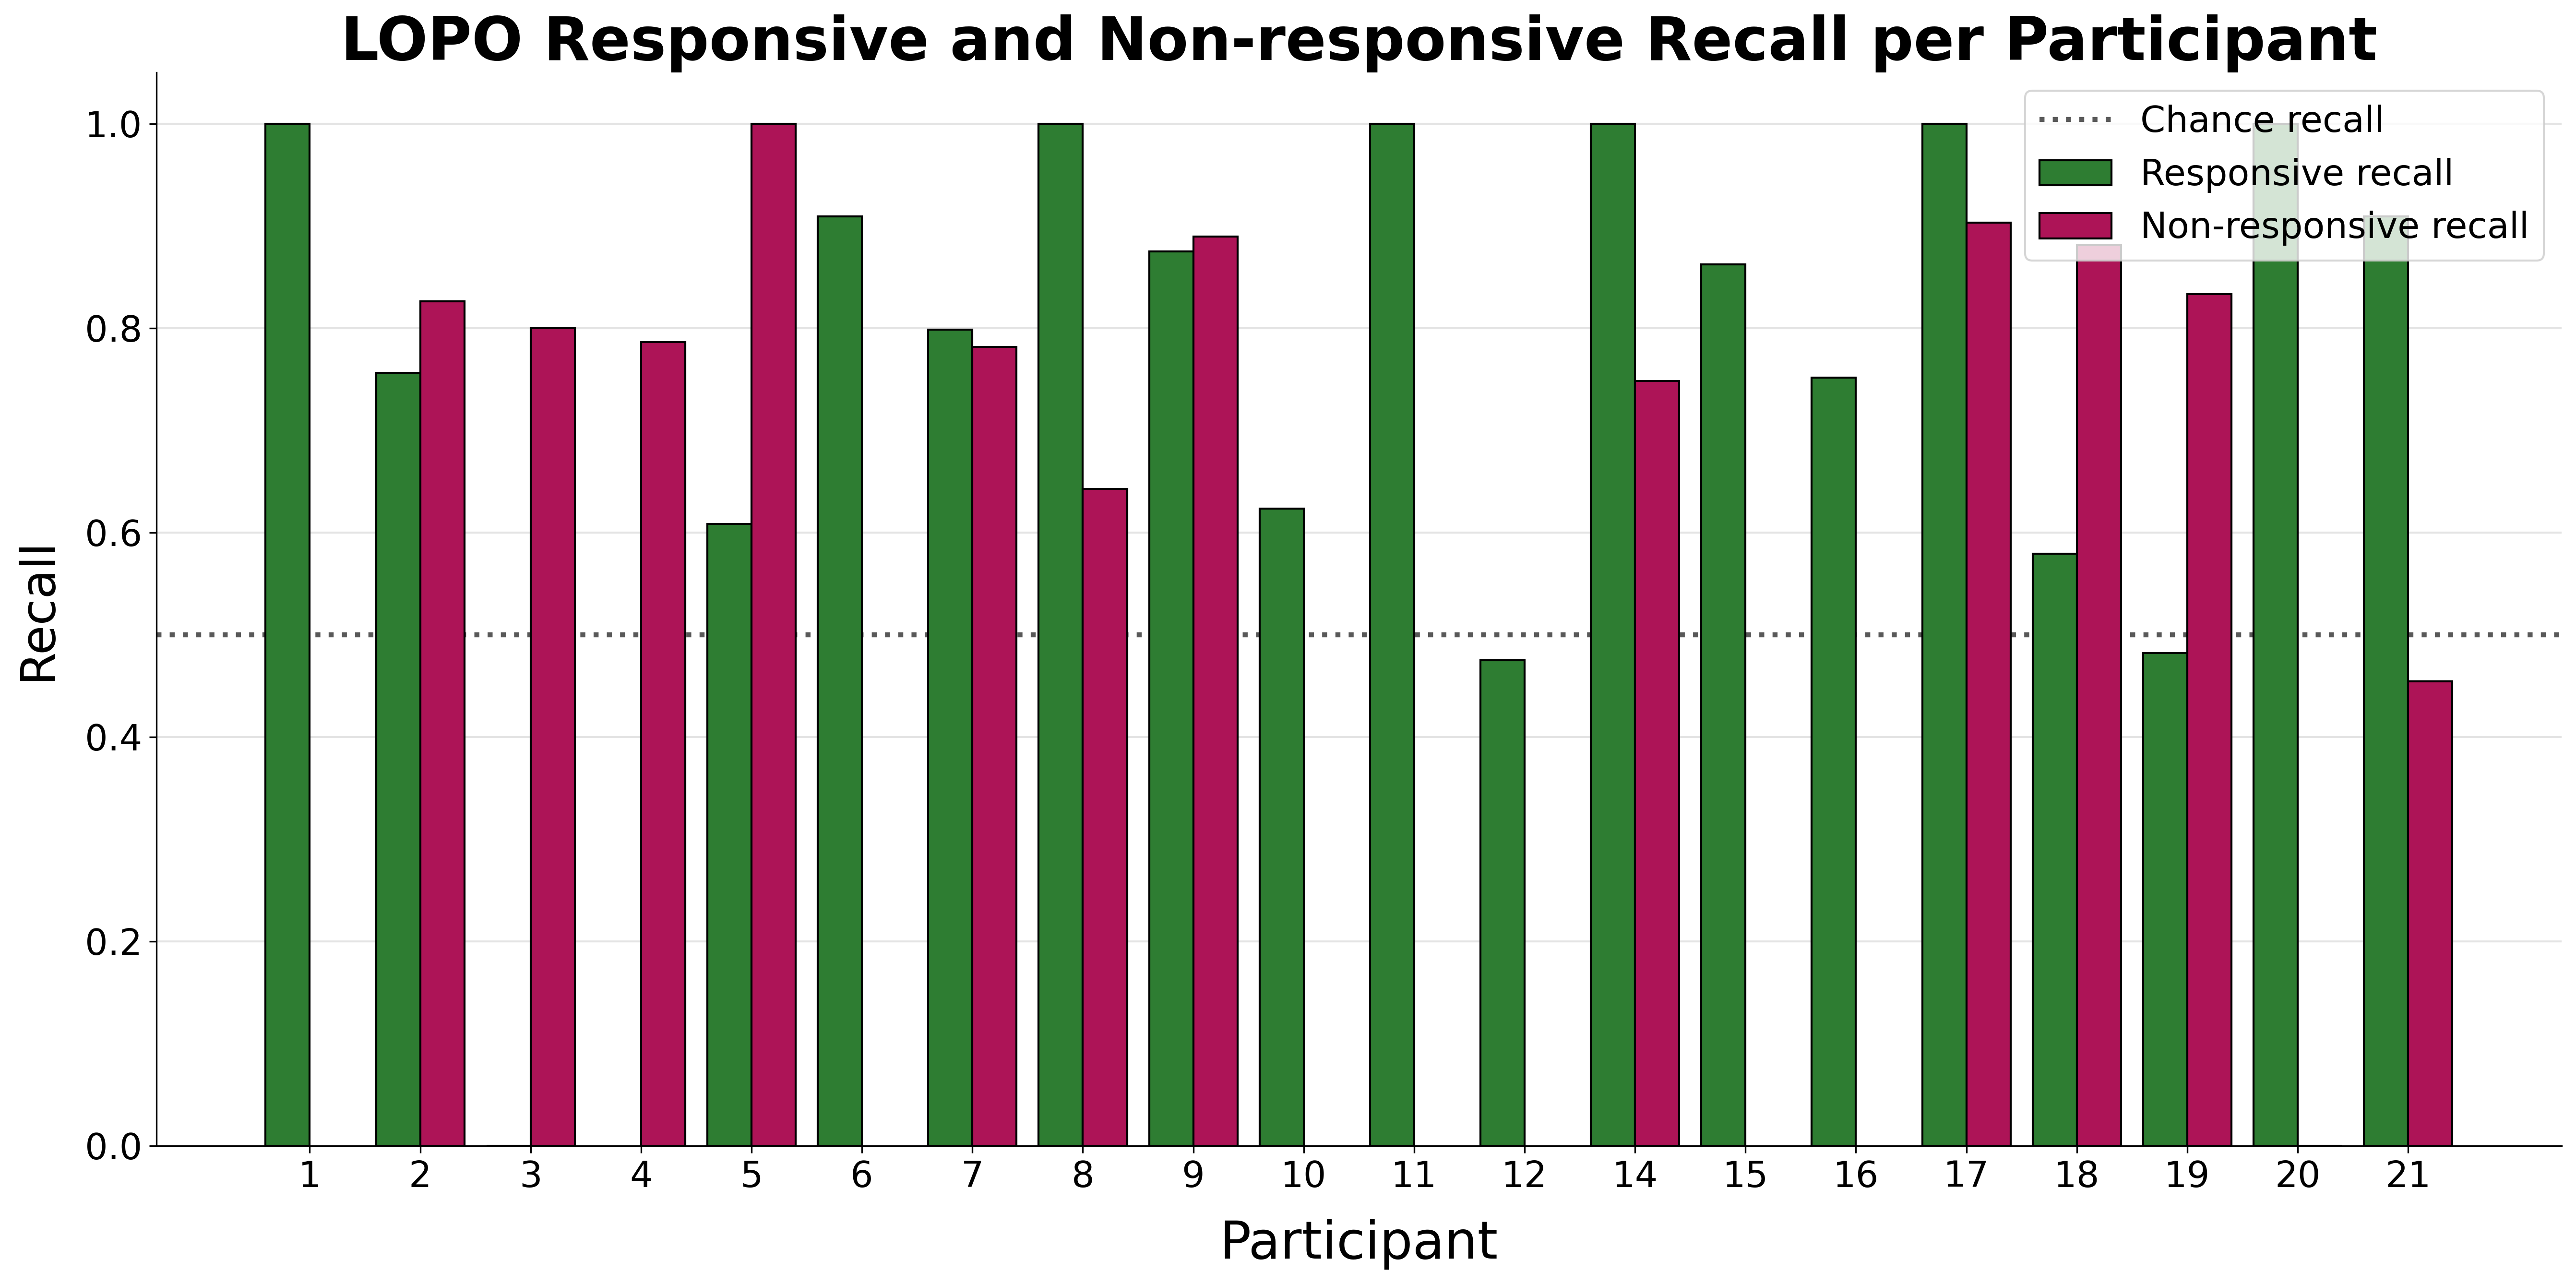 LOPO Responsive and Non-responsive Recall per Participant
Chance recall
Responsive recall
Non-responsive recall
1.0
0.8
0.6
0.4
0.2
0.0
Recall
1 2 3 4 5 6 7 8 9 10 11 12 14 15 16 17 18 19 20 21
Participant